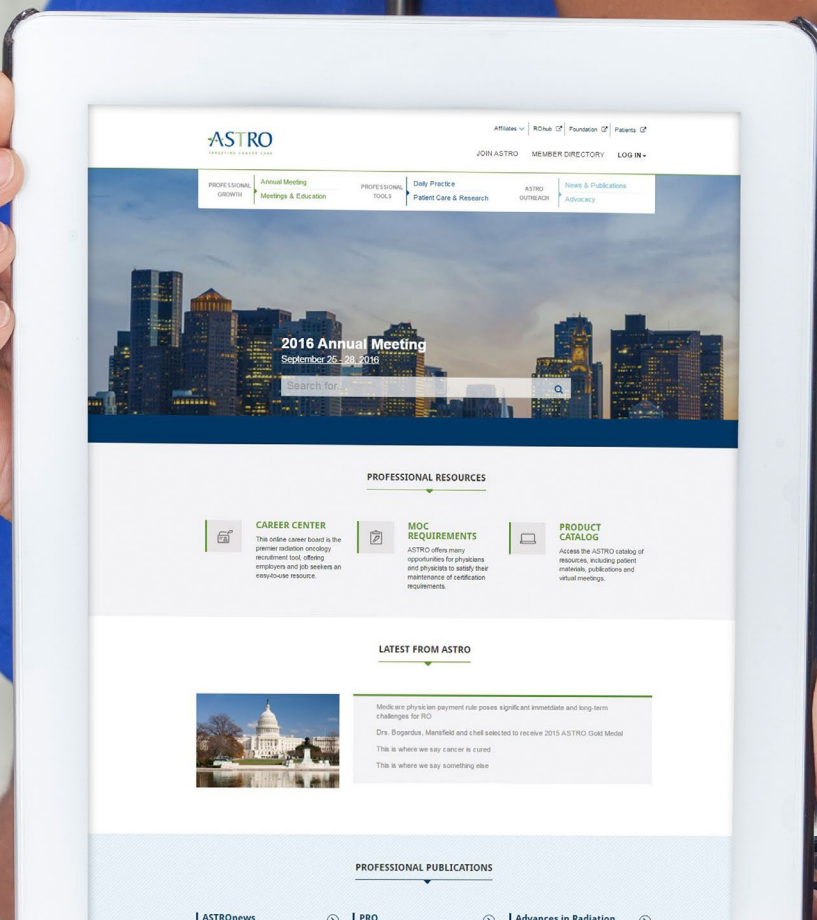 Affiliates ROhub Foundation Patients
ASTRO
TARGETING CANCER CARE
JOIN ASTRO MEMBER DIRECTORY LOG IN
PROFESSIONAL GROWTH
Annual Meeting
Meetings & Education
PROFESSIONAL TOOLS
Daily Practice
Patient Care & Research
ASTRO OUTREACH
News & Publications
Advocacy
2016 Annual Meeting
September 25 - 28, 2016
Search for...
PROFESSIONAL RESOURCES
CAREER CENTER
This online career board is the
premier radiation oncology
recruitment tool, offering
employers and job seekers an
easy-to-use resource.
MOC
REQUIREMENTS
ASTRO offers many
opportunities for physicians
and physicists to satisfy their
maintenance of certification
requirements.
PRODUCT
CATALOG
Access the ASTRO catalog of
resources, including patient
materials, publications and
virtual meetings.
LATEST FROM ASTRO
Medicare physician payment rule poses significant immetdiate and long-term
challenges for RO
Drs. Bogardus, Mansfield and chell selected to receive 2015 ASTRO Gold Medal
This is where we say cancer is cured
This is where we say something else
PROFESSIONAL PUBLICATIONS
ASTROnews
PRO
Advances in Radiation